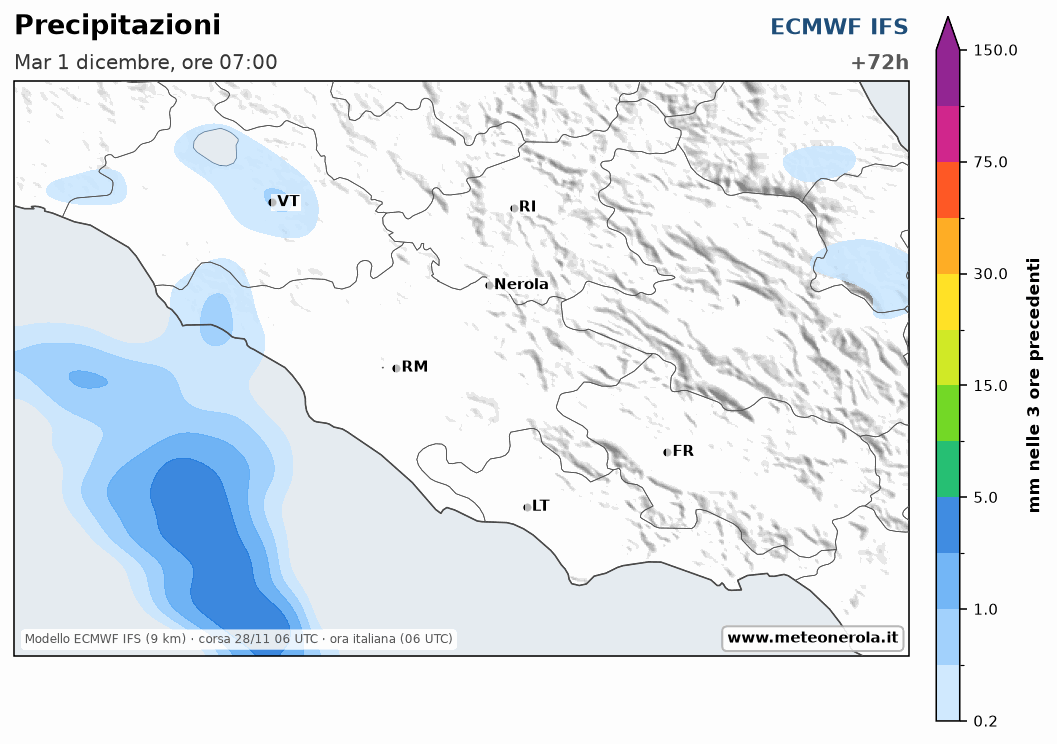 Precipitazioni
ECMWF IFS
Mar 1 dicembre, ore 07:00
+72h
150.0
75.0
30.0
15.0
5.0
1.0
0.2
mm nelle 3 ore precedenti
VT
RI
Nerola
RM
FR
LT
Modello ECMWF IFS (9 km) · corsa 28/11 06 UTC · ora italiana (06 UTC)
www.meteonerola.it